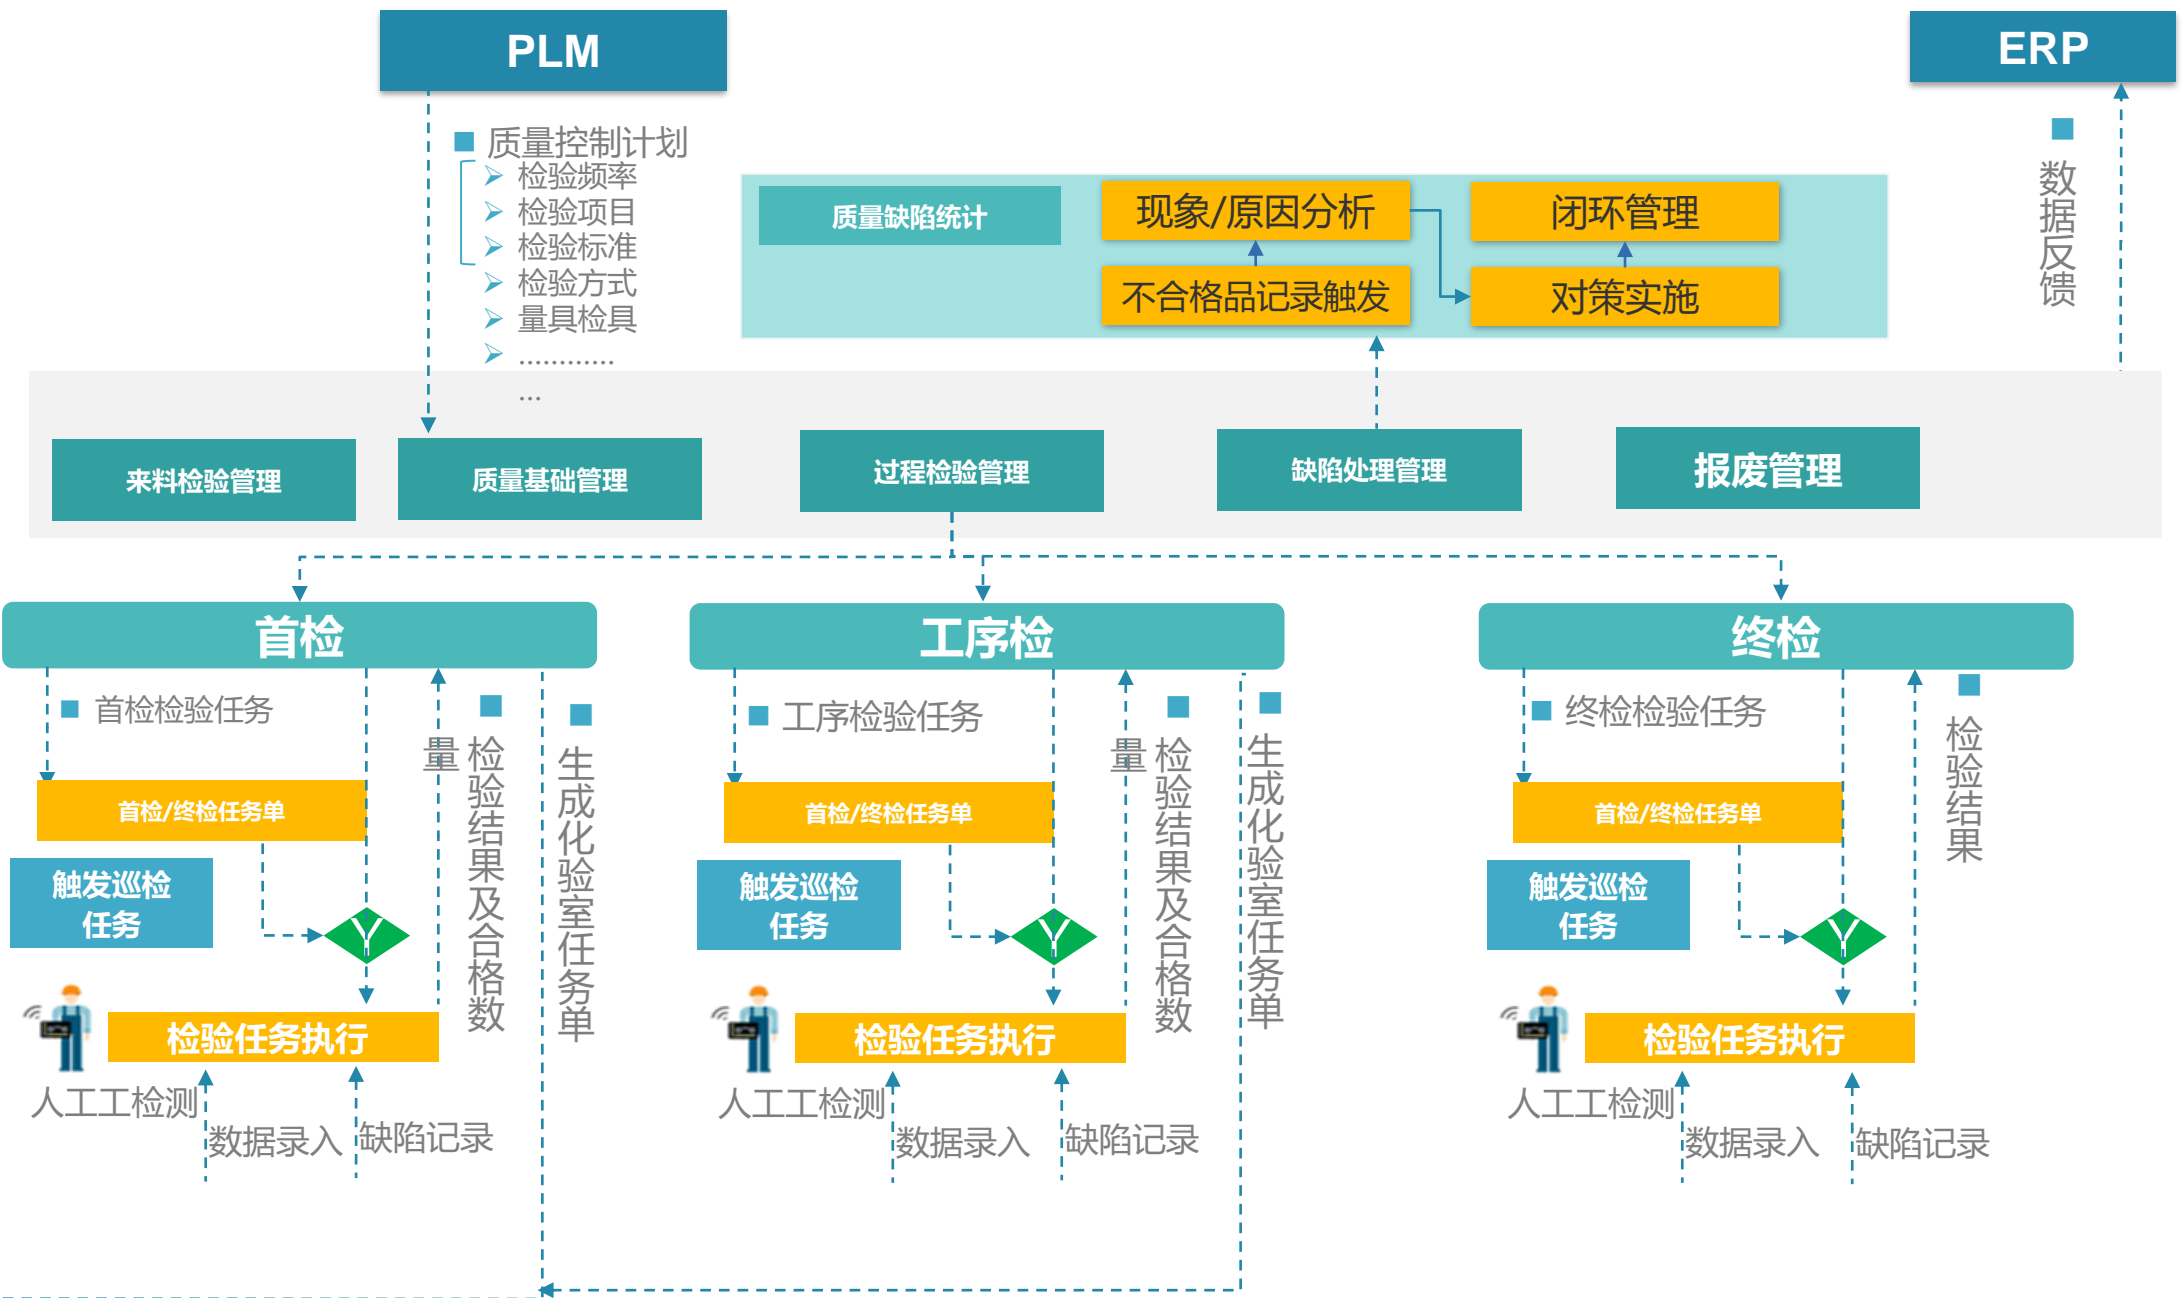 PLM
ERP
质量控制计划
检验频率
检验项目
检验标准
检验方式
量具检具
............
...
质量缺陷统计
现象/原因分析
闭环管理
不合格品记录触发
对策实施
数据反馈
来料检验管理
质量基础管理
过程检验管理
缺陷处理管理
报废管理
首检
工序检
终检
首检检验任务
检验结果及合格数
量
生成化验室任务单
首检/终检任务单
触发巡检
任务
Y
检验任务执行
人工工检测
数据录入
缺陷记录
工序检验任务
检验结果及合格数
量
生成化验室任务单
首检/终检任务单
触发巡检
任务
Y
检验任务执行
人工工检测
数据录入
缺陷记录
终检检验任务
检验结果
首检/终检任务单
触发巡检
任务
Y
检验任务执行
人工工检测
数据录入
缺陷记录